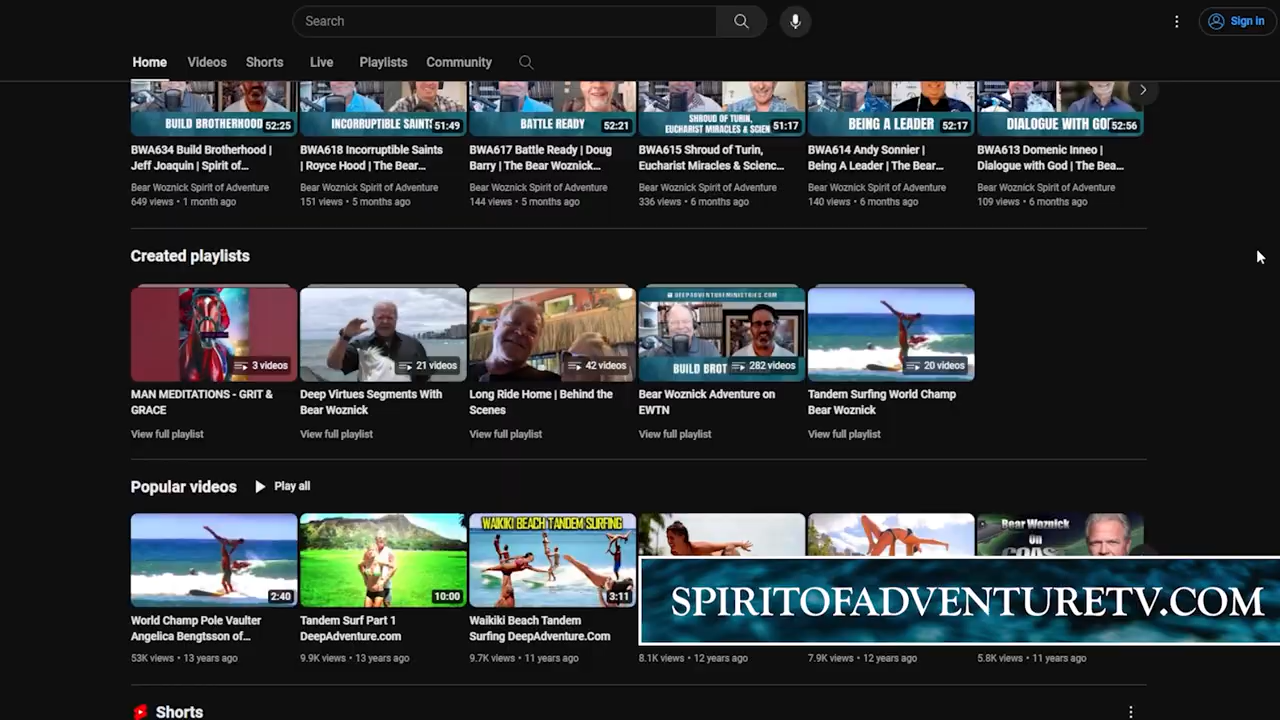 Search
Sign in
Home Videos Shorts Live Playlists Community
BUILD BROTHERHOOD 52:25
INCORRUPTIBLE SAINTS 51:49
BATTLE READY 52:21
SHROUD OF TURIN,
EUCHARIST MIRACLES & SCIEN 51:17
BEING A LEADER 52:17
DIALOGUE WITH GOD 52:56
BWA634 Build Brotherhood |
Jeff Joaquin | Spirit of...
BWA618 Incorruptible Saints
| Royce Hood | The Bear...
BWA617 Battle Ready | Doug
Barry | The Bear Woznick...
BWA615 Shroud of Turin,
Eucharist Miracles & Scienc...
BWA614 Andy Sonnier |
Being A Leader | The Bear...
BWA613 Domenic Inneo |
Dialogue with God | The Bea...
Bear Woznick Spirit of Adventure
649 views • 1 month ago
Bear Woznick Spirit of Adventure
151 views • 5 months ago
Bear Woznick Spirit of Adventure
144 views • 5 months ago
Bear Woznick Spirit of Adventure
336 views • 6 months ago
Bear Woznick Spirit of Adventure
140 views • 6 months ago
Bear Woznick Spirit of Adventure
109 views • 6 months ago
Created playlists
3 videos
21 videos
42 videos
DEEPADVENTUREMINISTRIES.COM
BUILD BROT 282 videos
20 videos
MAN MEDITATIONS - GRIT &
GRACE
Deep Virtues Segments With
Bear Woznick
Long Ride Home | Behind the
Scenes
Bear Woznick Adventure on
EWTN
Tandem Surfing World Champ
Bear Woznick
View full playlist
View full playlist
View full playlist
View full playlist
View full playlist
Popular videos Play all
2:40
10:00
WAIKIKI BEACH TANDEM SURFING
3:11
Bear Woznick
on
SPIRITOFADVENTURETV.COM
World Champ Pole Vaulter
Angelica Bengtsson of...
Tandem Surf Part 1
DeepAdventure.com
Waikiki Beach Tandem
Surfing DeepAdventure.Com
53K views • 13 years ago
9.9K views • 13 years ago
9.7K views • 11 years ago
8.1K views • 12 years ago
7.9K views • 12 years ago
5.8K views • 11 years ago
Shorts